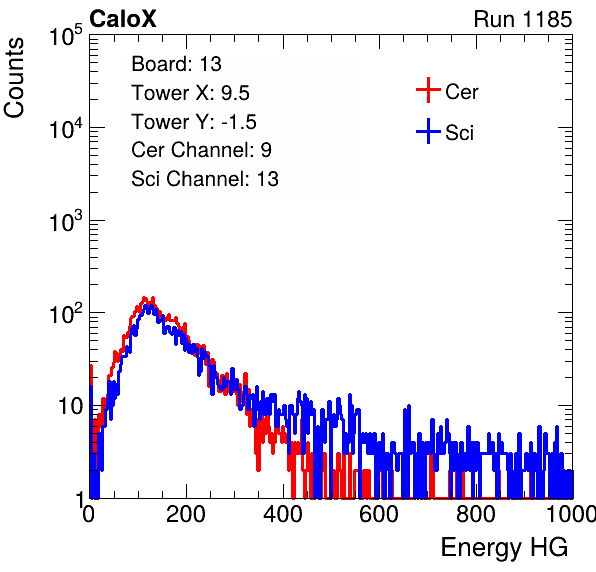 CaloX Run 1185
Counts
10^5
10^4
10^3
10^2
10
1
Board: 13
Tower X: 9.5
Tower Y: -1.5
Cer Channel: 9
Sci Channel: 13
Cer
Sci
0 200 400 600 800 1000
Energy HG